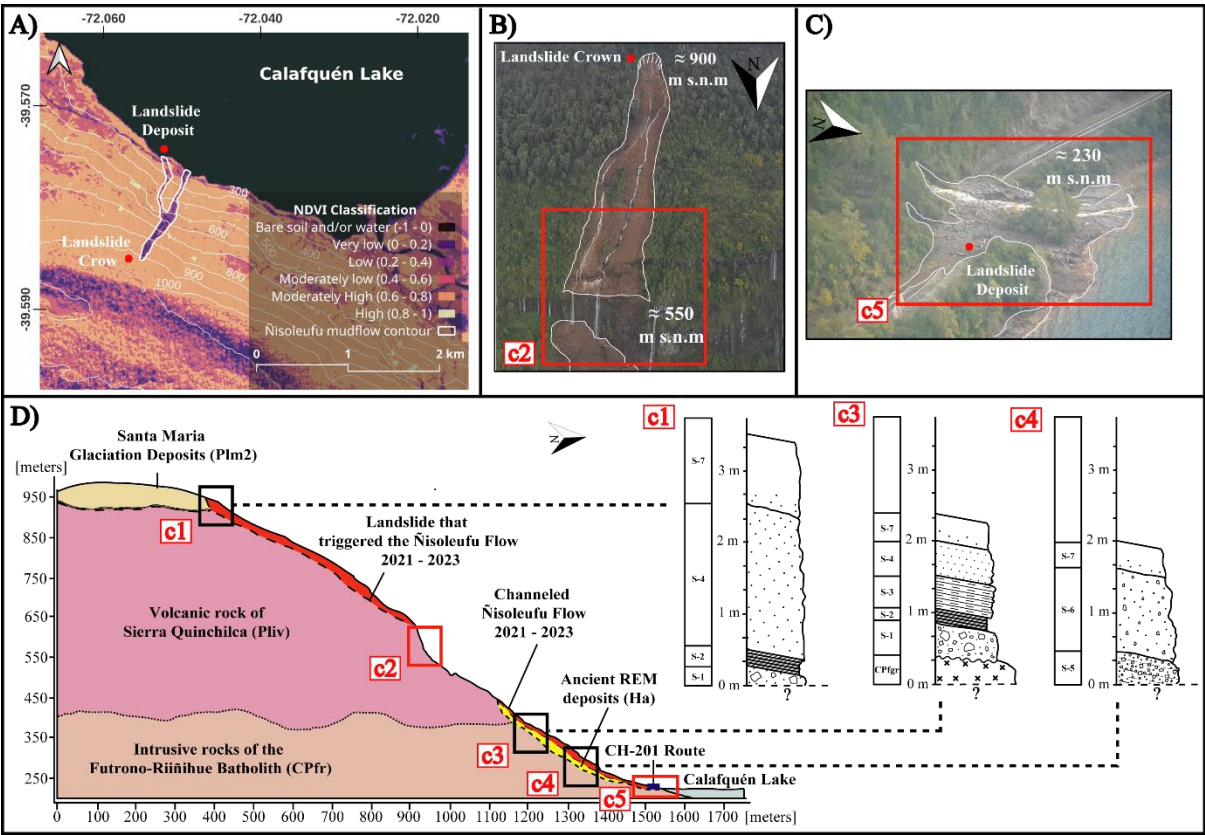 A)
-72.060
-72.040
-72.020
-39.570
-39.590
Calafquén Lake
Landslide
Deposit
Landslide
Crow
300
600
400
500
800
900
1000
NDVI Classification
Bare soil and/or water (-1 - 0)
Very low (0 - 0.2)
Low (0.2 - 0.4)
Moderately low (0.4 - 0.6)
Moderately High (0.6 - 0.8)
High (0.8 - 1)
Ñisoleufu mudflow contour
0
1
2 km
B)
Landslide Crown
≈ 900
m s.n.m
N
≈ 550
m s.n.m
c2
C)
N
≈ 230
m s.n.m
Landslide
Deposit
c5
D)
[meters]
950
850
750
650
550
450
350
250
Santa Maria
Glaciation Deposits (Plm2)
N
c1
Landslide that
triggered the Ñisoleufu Flow
2021 - 2023
Volcanic rock of
Sierra Quinchilca (Pliv)
c2
Channeled
Ñisoleufu Flow
2021 - 2023
Ancient REM
deposits (Ha)
Intrusive rocks of the
Futrono-Riiñihue Batholith (CPfr)
c3
c4
CH-201 Route
c5
Calafquén Lake
0 100 200 300 400 500 600 700 800 900 1000 1100 1200 1300 1400 1500 1600 1700 [meters]
c1
S-7
S-4
S-2
S-1
3 m
2 m
1 m
0 m
?
c3
S-7
S-4
S-3
S-2
S-1
CPfgr
3 m
2 m
1 m
0 m
?
c4
S-7
S-6
S-5
3 m
2 m
1 m
0 m
?